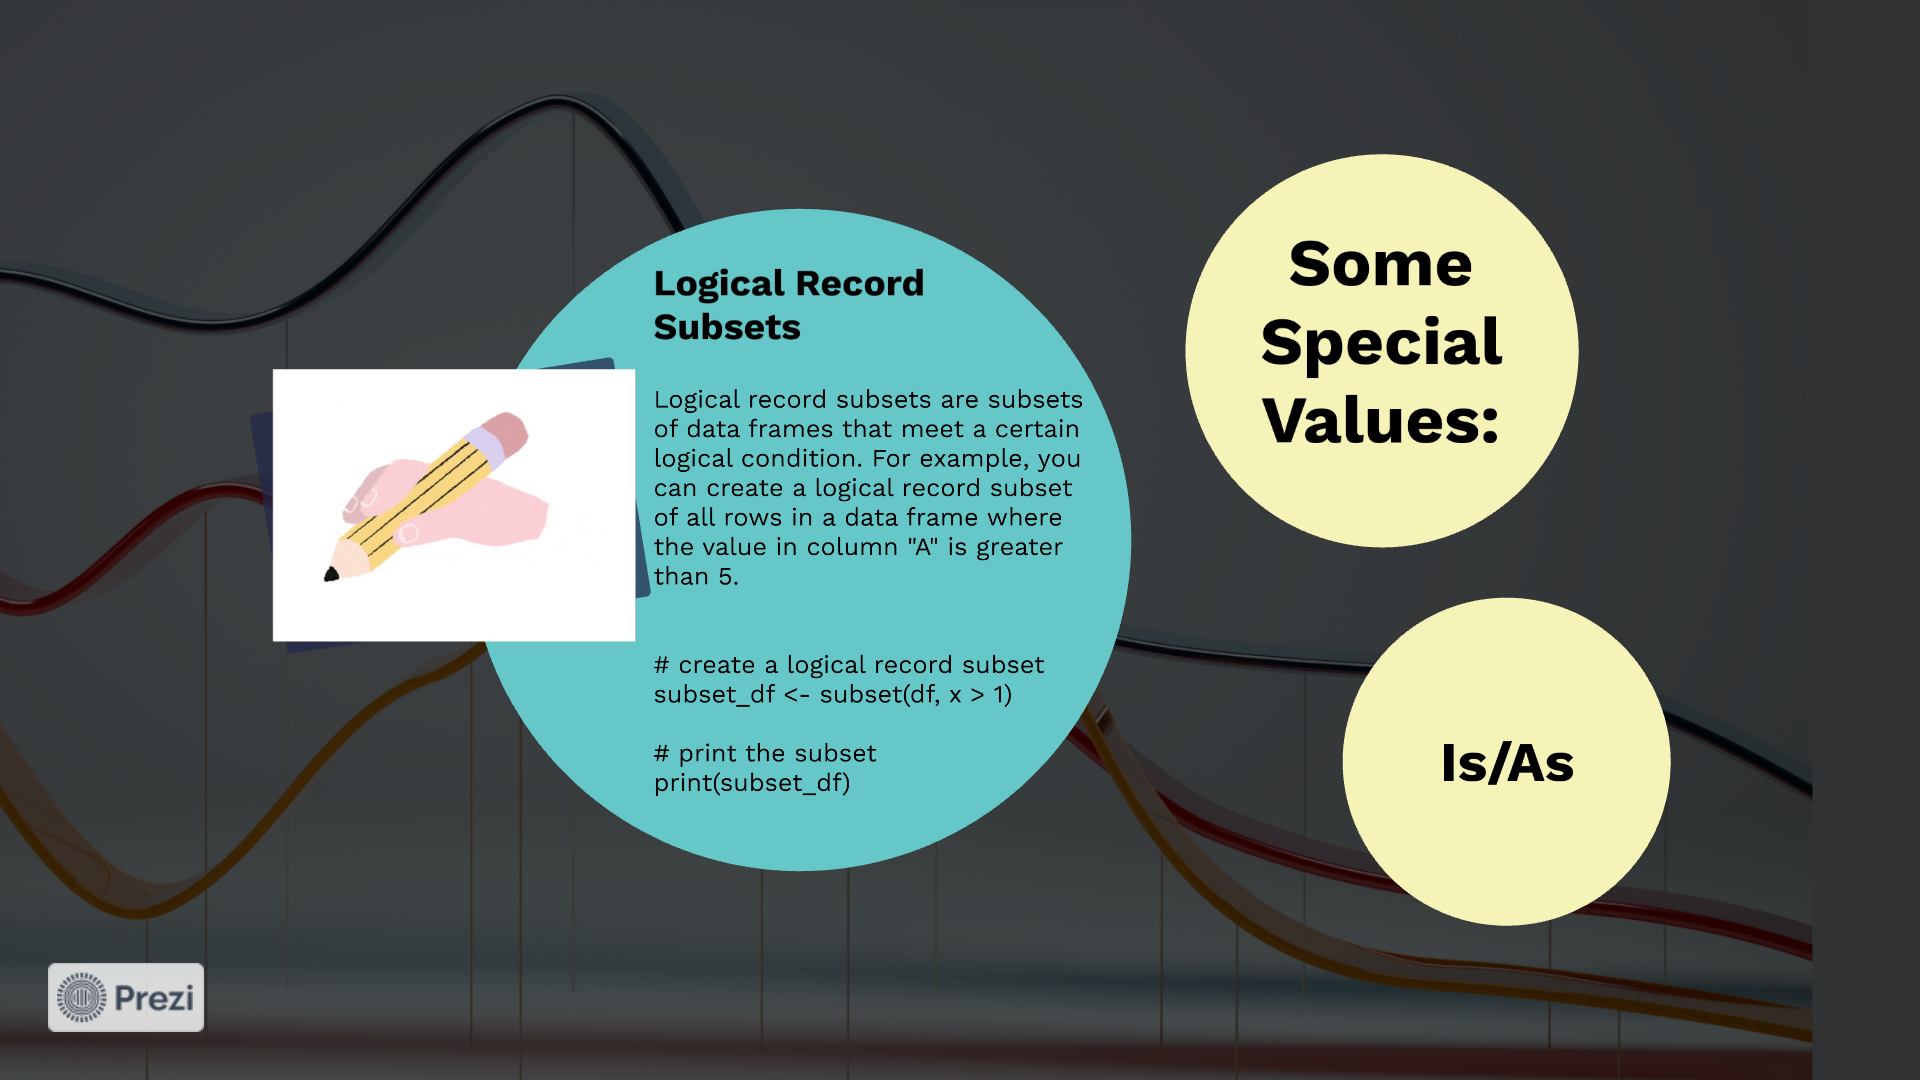 Logical Record
Subsets
Logical record subsets are subsets
of data frames that meet a certain
logical condition. For example, you
can create a logical record subset
of all rows in a data frame where
the value in column "A" is greater
than 5.
# create a logical record subset
subset_df <- subset(df, x > 1)
# print the subset
print(subset_df)
Some
Special
Values:
Is/As
Prezi